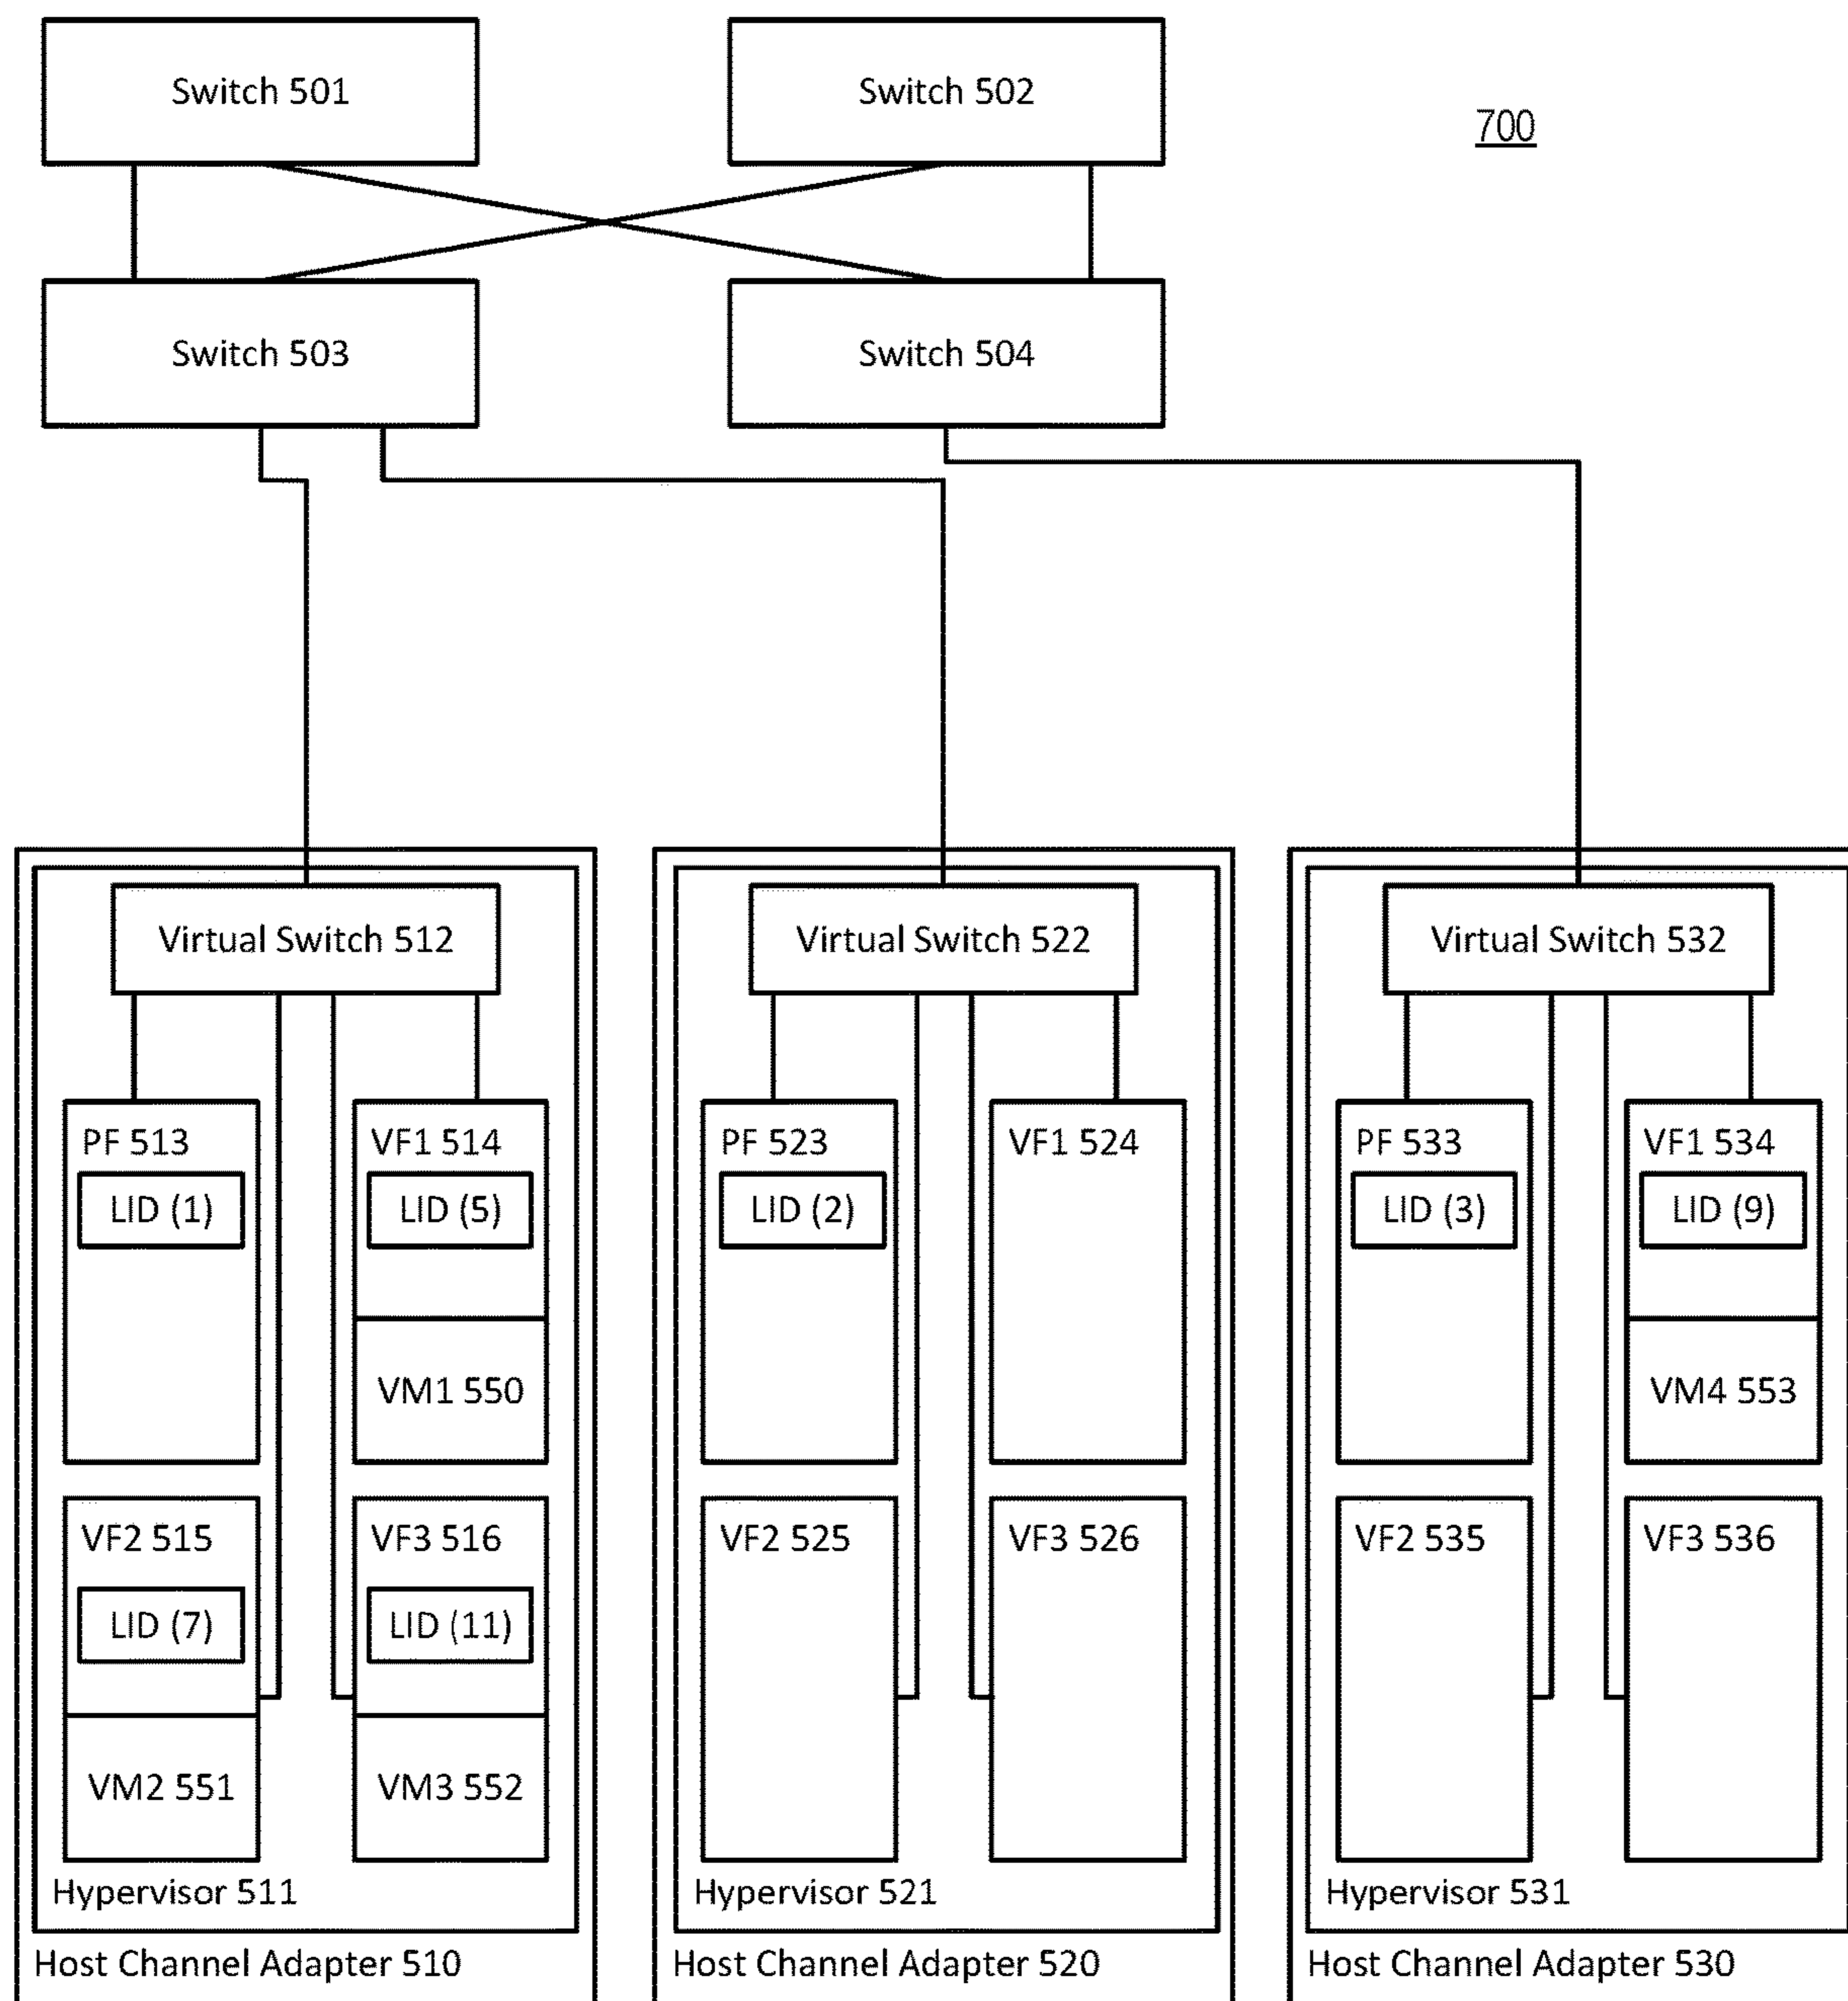 Switch 501
Switch 502
700
Switch 503
Switch 504
Virtual Switch 512
Virtual Switch 522
Virtual Switch 532
PF 513
LID (1)
VF1 514
LID (5)
VM1 550
PF 523
LID (2)
VF1 524
PF 533
LID (3)
VF1 534
LID (9)
VM4 553
VF2 515
LID (7)
VM2 551
VF3 516
LID (11)
VM3 552
VF2 525
VF3 526
VF2 535
VF3 536
Hypervisor 511
Hypervisor 521
Hypervisor 531
Host Channel Adapter 510
Host Channel Adapter 520
Host Channel Adapter 530